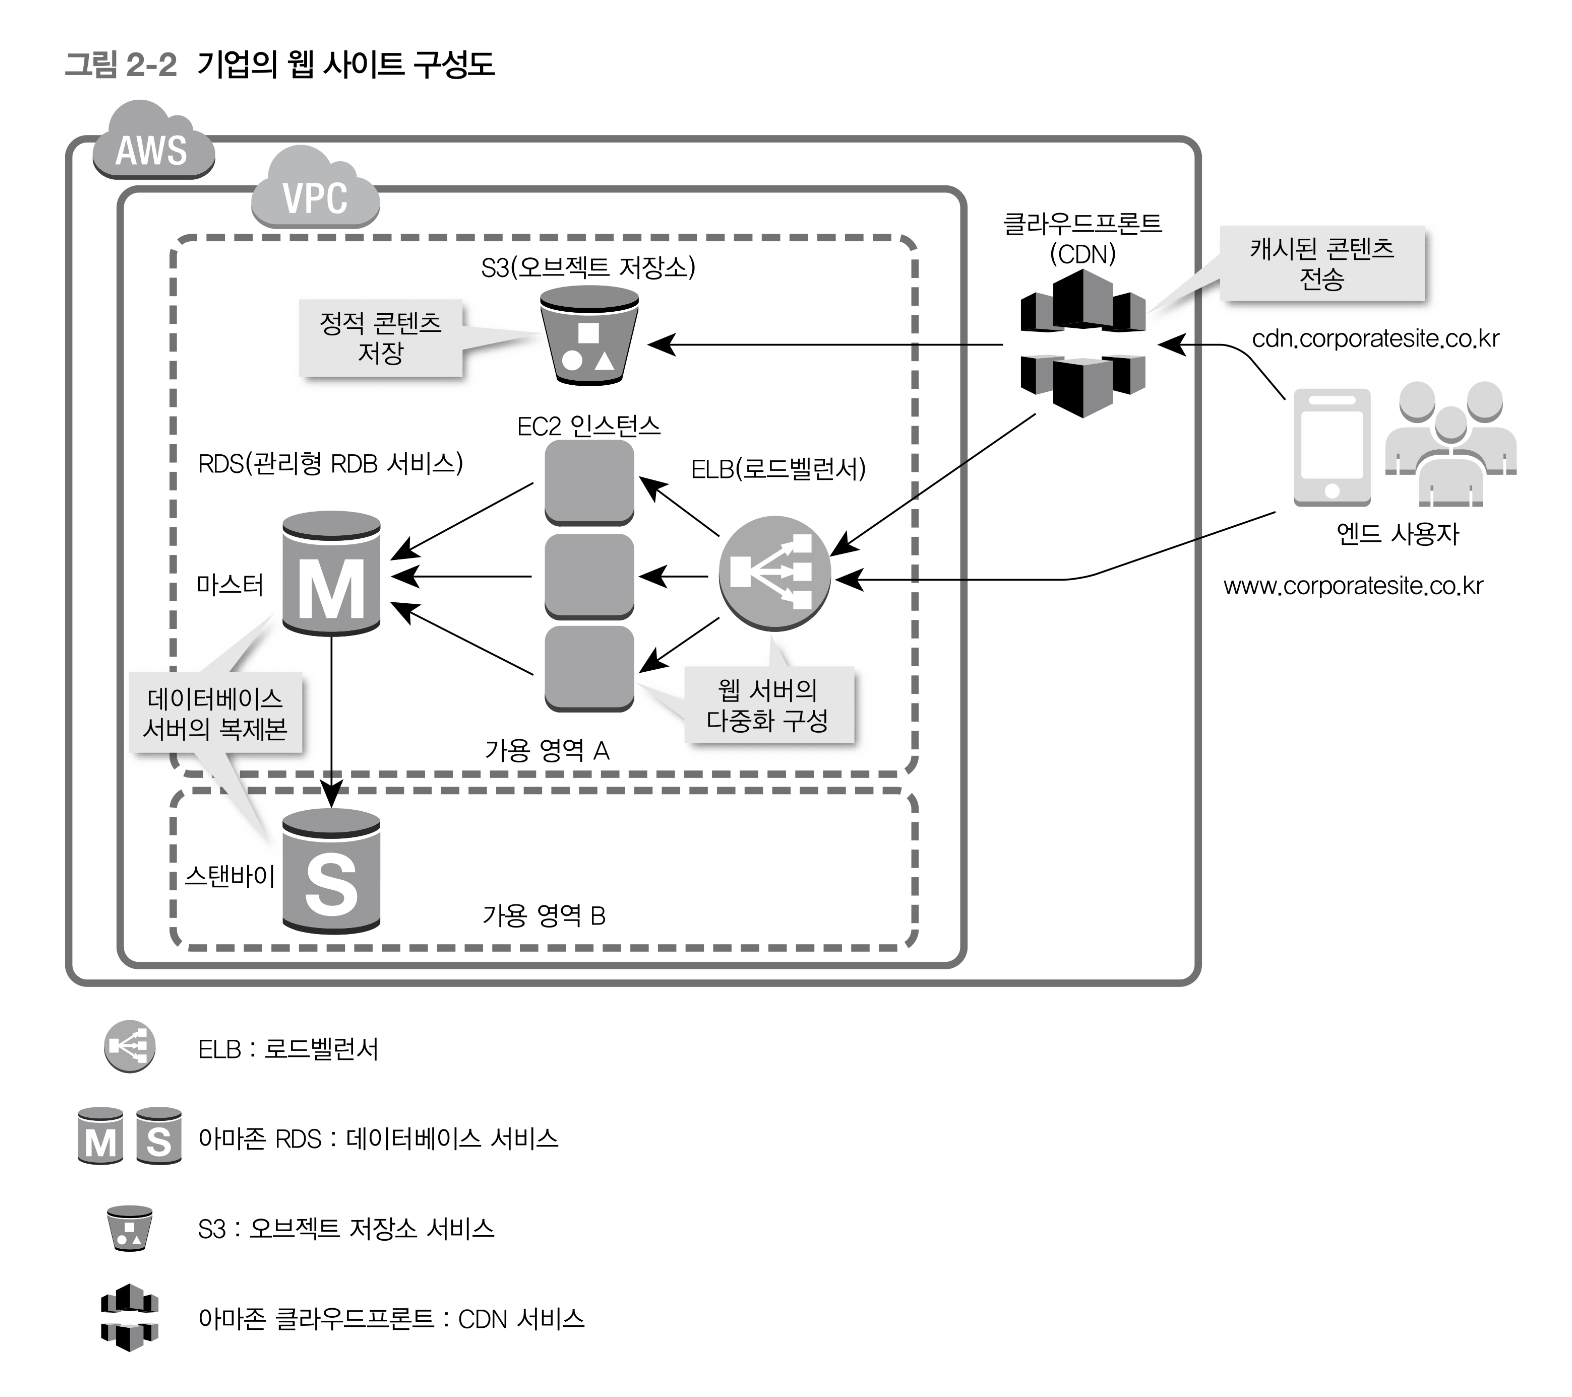 그림 2-2 기업의 웹 사이트 구성도
AWS
VPC
클라우드프론트
(CDN)
캐시된 콘텐츠
전송
S3(오브젝트 저장소)
정적 콘텐츠
저장
cdn.corporatesite.co.kr
EC2 인스턴스
RDS(관리형 RDB 서비스)
ELB(로드벨런서)
엔드 사용자
마스터
M
www.corporatesite.co.kr
데이터베이스
서버의 복제본
웹 서버의
다중화 구성
가용 영역 A
스탠바이
S
가용 영역 B
ELB : 로드벨런서
M S 아마존 RDS : 데이터베이스 서비스
S3 : 오브젝트 저장소 서비스
아마존 클라우드프론트 : CDN 서비스